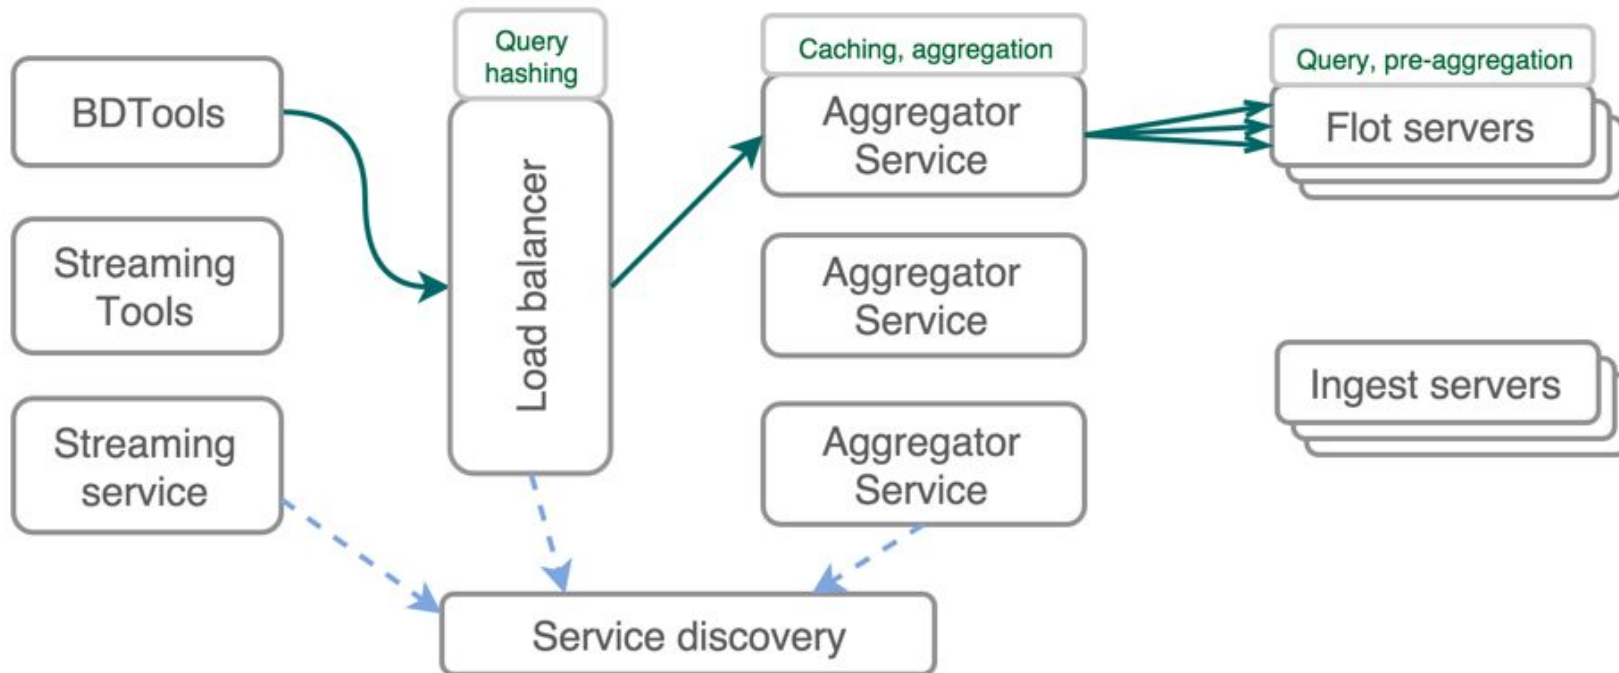 BDTools
Streaming
Tools
Streaming
service
Query
hashing
Load balancer
Caching, aggregation
Aggregator
Service
Aggregator
Service
Aggregator
Service
Query, pre-aggregation
Flot servers
Ingest servers
Service discovery